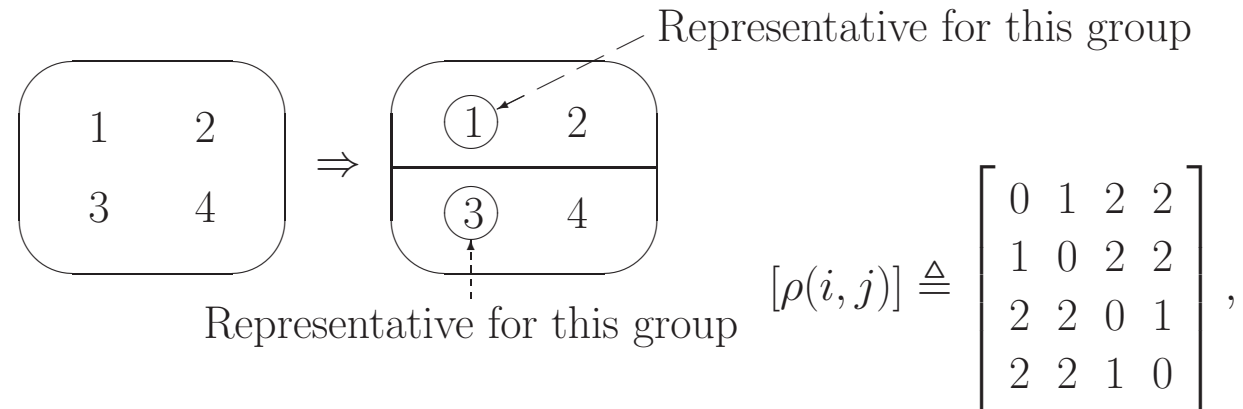 Representative for this group
1 2
3 4
⇒
1 2
3 4
Representative for this group
[ρ(i, j)] ≜
0 1 2 2
1 0 2 2
2 2 0 1
2 2 1 0
,